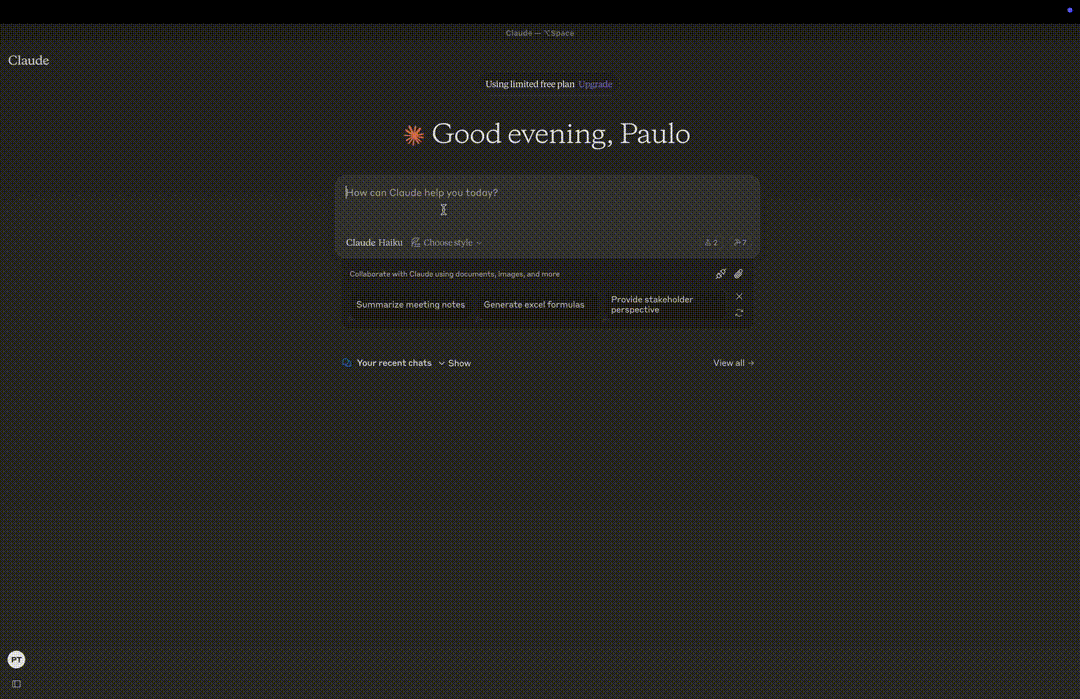 Claude — ⌥Space
Claude
Using limited free plan Upgrade
Good evening, Paulo
How can Claude help you today?
Claude Haiku Choose style
2 7
Collaborate with Claude using documents, images, and more
Summarize meeting notes
Generate excel formulas
Provide stakeholder
perspective
Your recent chats Show
View all →
PT